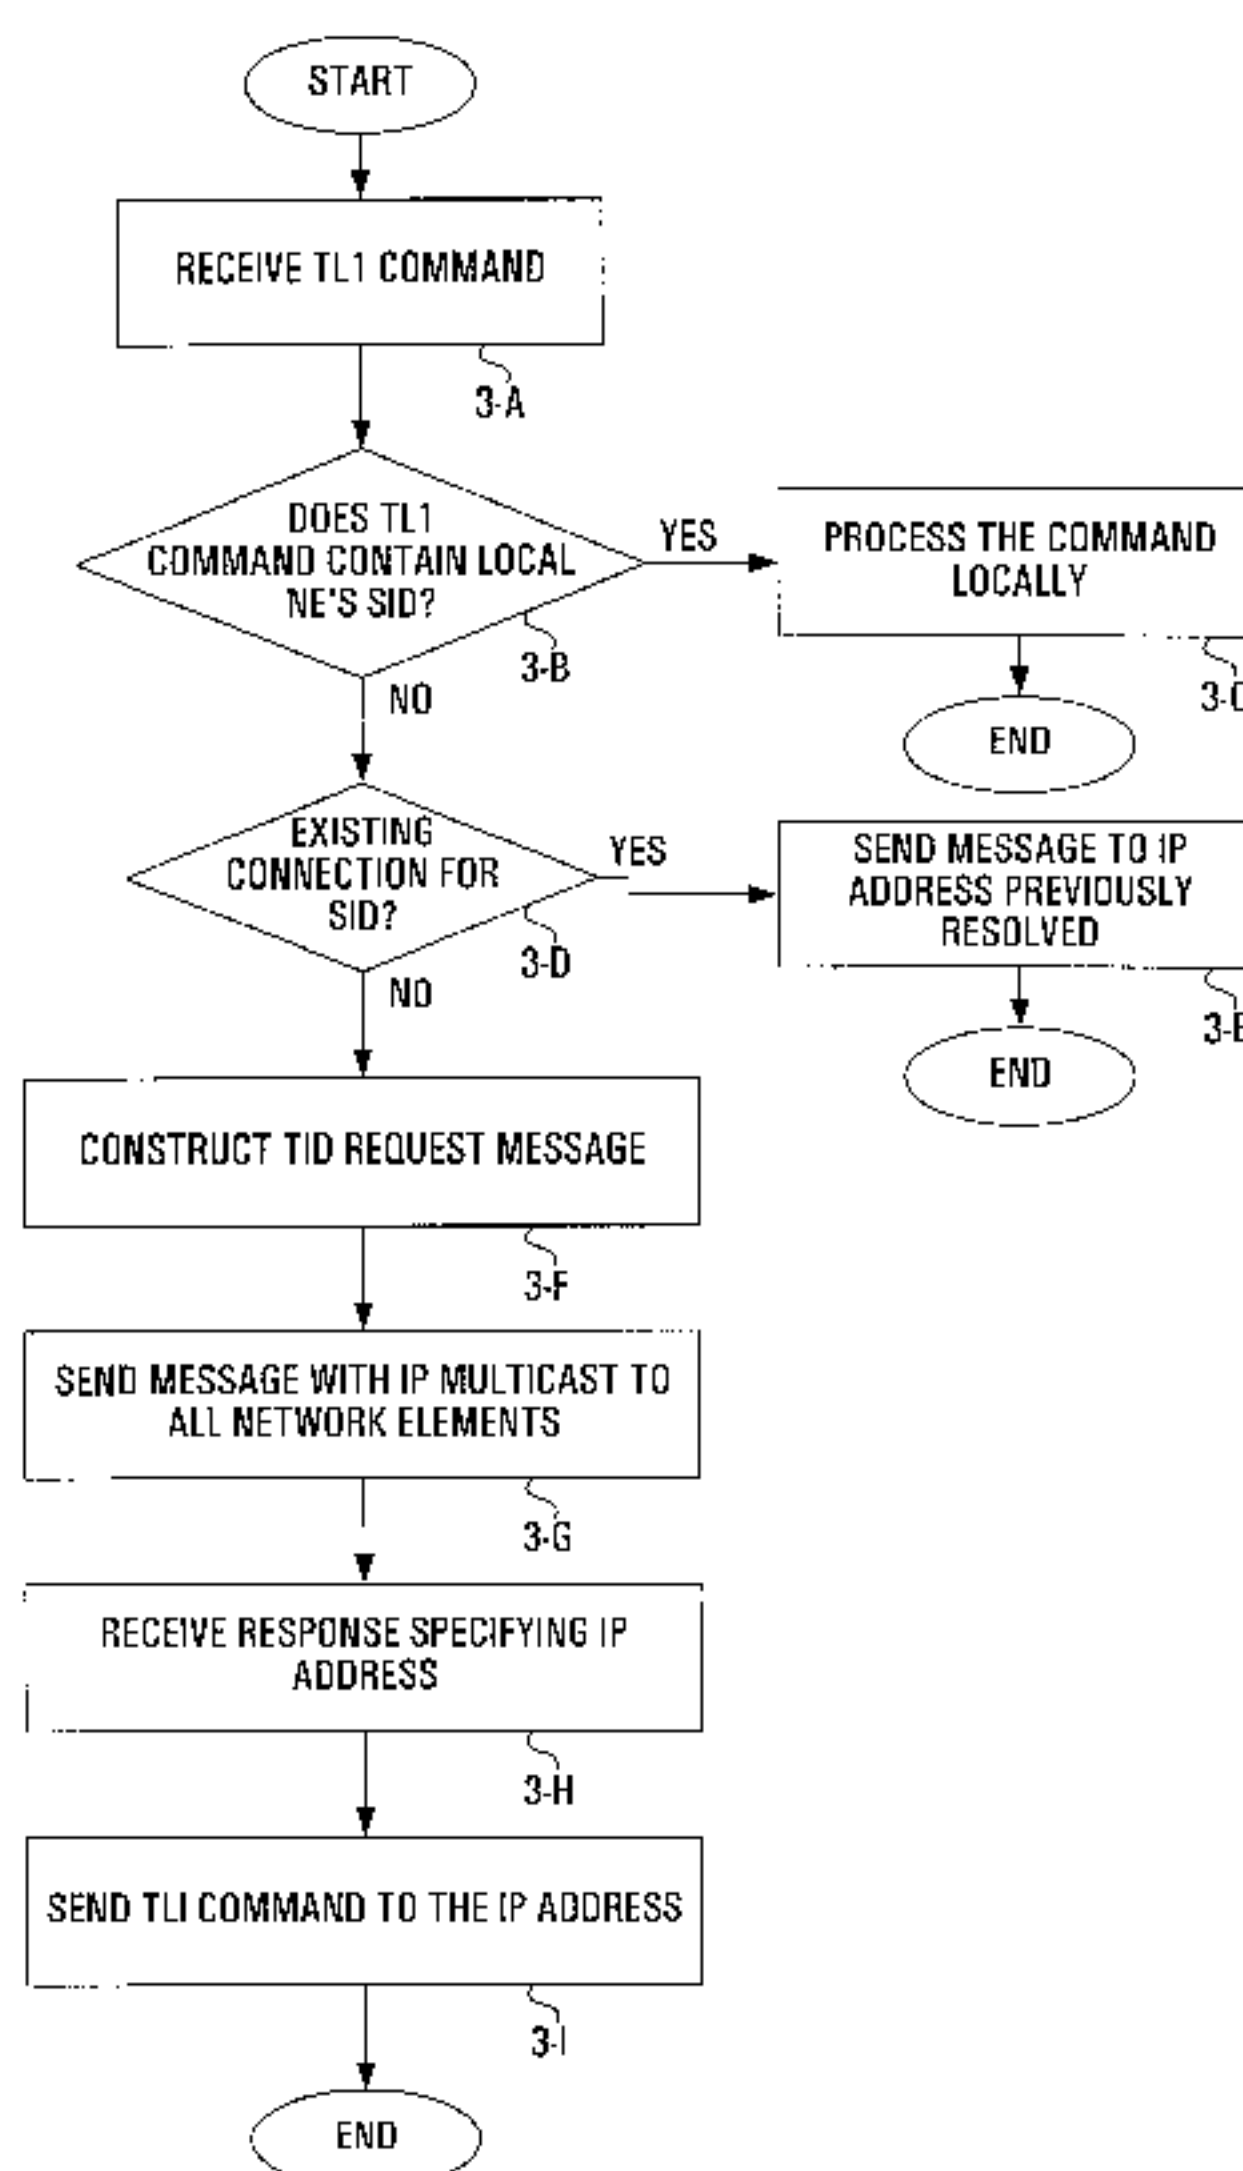 START
RECEIVE TL1 COMMAND
3-A
DOES TL1
COMMAND CONTAIN LOCAL
NE'S SID?
3-B
YES
PROCESS THE COMMAND
LOCALLY
END
NO
EXISTING
CONNECTION FOR
SID?
3-D
YES
SEND MESSAGE TO IP
ADDRESS PREVIOUSLY
RESOLVED
END
NO
CONSTRUCT TID REQUEST MESSAGE
3-F
SEND MESSAGE WITH IP MULTICAST TO
ALL NETWORK ELEMENTS
3-G
RECEIVE RESPONSE SPECIFYING IP
ADDRESS
3-H
SEND TLI COMMAND TO THE IP ADDRESS
3-I
END